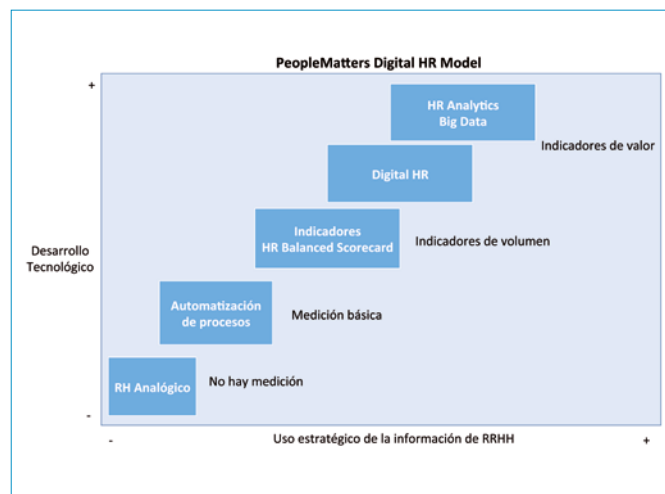 PeopleMatters Digital HR Model
+
HR Analytics
Big Data
Indicadores de valor
Digital HR
Indicadores
HR Balanced Scorecard
Indicadores de volumen
Desarrollo
Tecnológico
Automatización
de procesos
Medición básica
RH Analógico
No hay medición
-
-
Uso estratégico de la información de RRHH
+